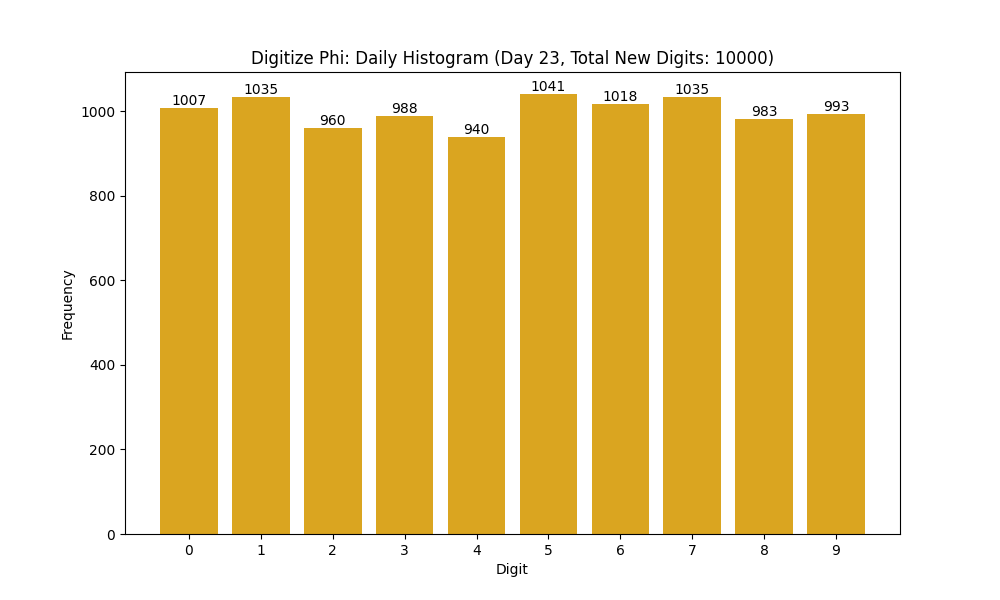 Digitize Phi: Daily Histogram (Day 23, Total New Digits: 10000)
1007 1035 960 988 940 1041 1018 1035 983 993
1000
800
600
400
200
0
Frequency
0 1 2 3 4 5 6 7 8 9
Digit